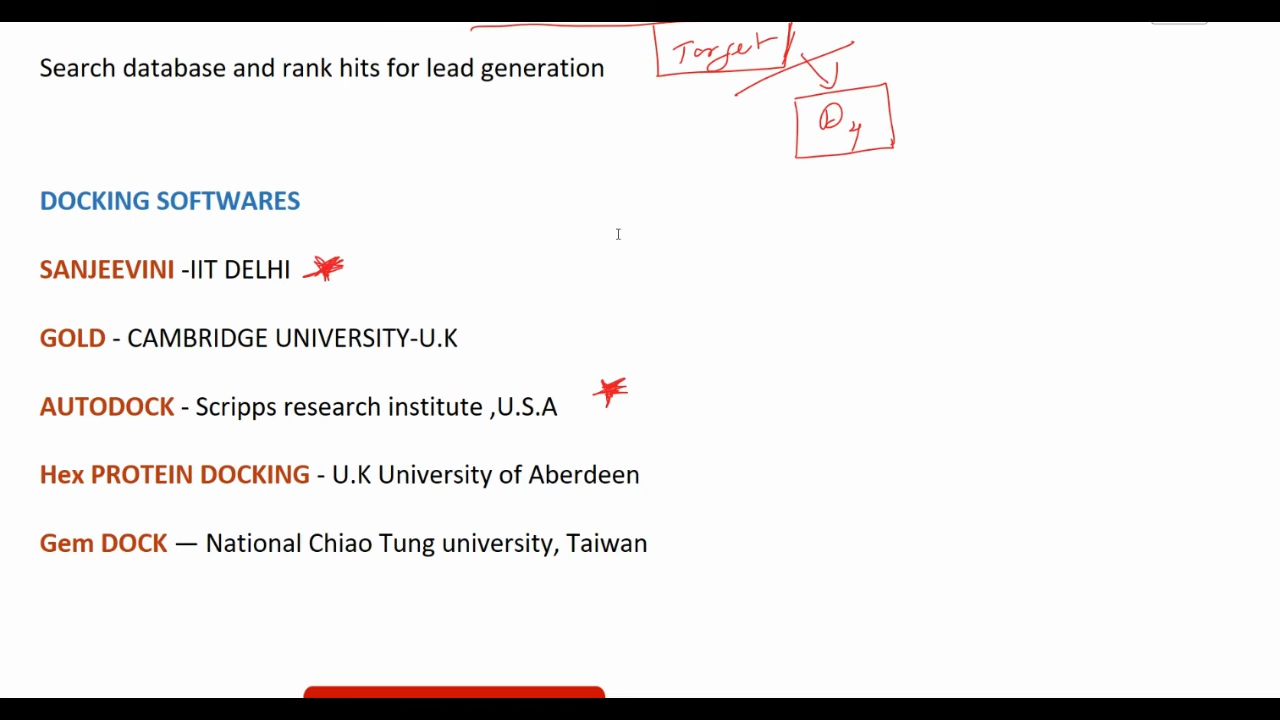 Target
Search database and rank hits for lead generation
DOCKING SOFTWARES
SANJEEVINI -IIT DELHI
GOLD - CAMBRIDGE UNIVERSITY-U.K
AUTODOCK - Scripps research institute ,U.S.A
Hex PROTEIN DOCKING - U.K University of Aberdeen
Gem DOCK — National Chiao Tung university, Taiwan